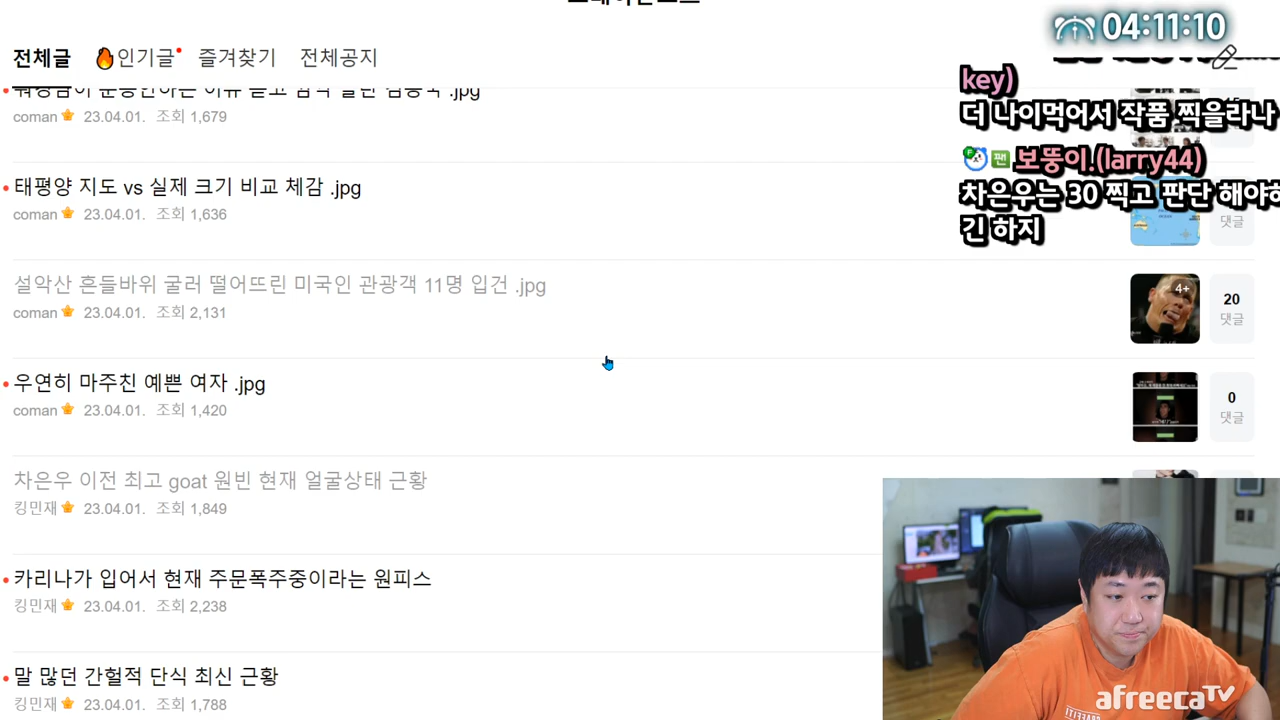 04:11:10
전체글 🔥인기글 즐겨찾기 전체공지
key)
더 나이먹어서 작품 찍을라나
보뚱이.(larry44)
차은우는 30 찍고 판단 해야하
긴 하지
.jpg
coman 23.04.01. 조회 1,679
태평양 지도 vs 실제 크기 비교 체감 .jpg
coman 23.04.01. 조회 1,636
댓글
설악산 흔들바위 굴러 떨어뜨린 미국인 관광객 11명 입건 .jpg
coman 23.04.01. 조회 2,131
4+
20
댓글
우연히 마주친 예쁜 여자 .jpg
coman 23.04.01. 조회 1,420
0
댓글
차은우 이전 최고 goat 원빈 현재 얼굴상태 근황
킹민재 23.04.01. 조회 1,849
카리나가 입어서 현재 주문폭주중이라는 원피스
킹민재 23.04.01. 조회 2,238
말 많던 간헐적 단식 최신 근황
킹민재 23.04.01. 조회 1,788
afreecaTV